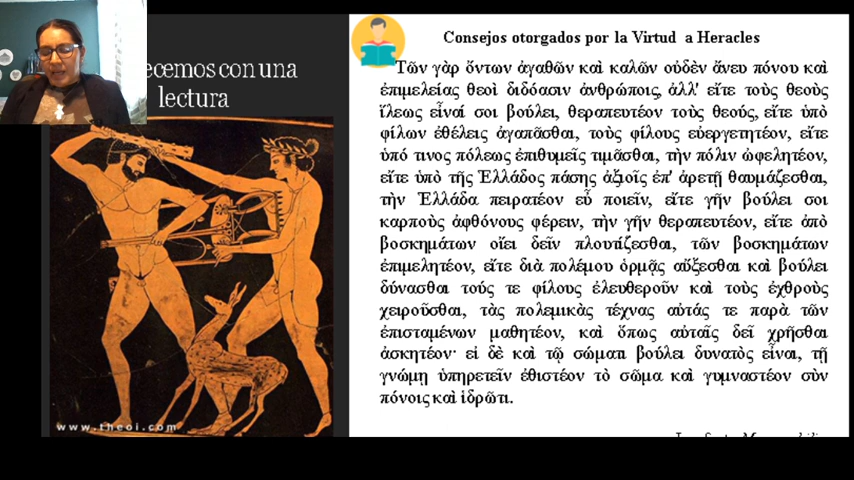 ecemos con una
lectura
www.theoi.com
Consejos otorgados por la Virtud a Heracles
Τῶν γὰρ ὄντων ἀγαθῶν καὶ καλῶν οὐδὲν ἄνευ πόνου καὶ
ἐπιμελείας θεοὶ διδόασιν ἀνθρώποις, ἀλλ' εἴτε τοὺς θεοὺς
ἵλεως εἶναί σοι βούλει, θεραπευτέον τοὺς θεούς, εἴτε ὑπὸ
φίλων ἐθέλεις ἀγαπᾶσθαι, τοὺς φίλους εὐεργετητέον, εἴτε
ὑπό τινος πόλεως ἐπιθυμεῖς τιμᾶσθαι, τὴν πόλιν ὠφελητέον,
εἴτε ὑπὸ τῆς Ἑλλάδος πάσης ἀξιοῖς ἐπ' ἀρετῇ θαυμάζεσθαι,
τὴν Ἑλλάδα πειρατέον εὖ ποιεῖν, εἴτε γῆν βούλει σοι
καρποὺς ἀφθόνους φέρειν, τὴν γῆν θεραπευτέον, εἴτε ἀπὸ
βοσκημάτων οἴει δεῖν πλουτίζεσθαι, τῶν βοσκημάτων
ἐπιμελητέον, εἴτε διὰ πολέμου ὁρμᾷς αὔξεσθαι καὶ βούλει
δύνασθαι τούς τε φίλους ἐλευθεροῦν καὶ τοὺς ἐχθροὺς
χειροῦσθαι, τὰς πολεμικὰς τέχνας αὐτάς τε παρὰ τῶν
ἐπισταμένων μαθητέον, καὶ ὅπως αὐταῖς δεῖ χρῆσθαι
ἀσκητέον· εἰ δὲ καὶ τῷ σώματι βούλει δυνατὸς εἶναι, τῇ
γνώμῃ ὑπηρετεῖν ἐθιστέον τὸ σῶμα καὶ γυμναστέον σὺν
πόνοις καὶ ἱδρῶτι.